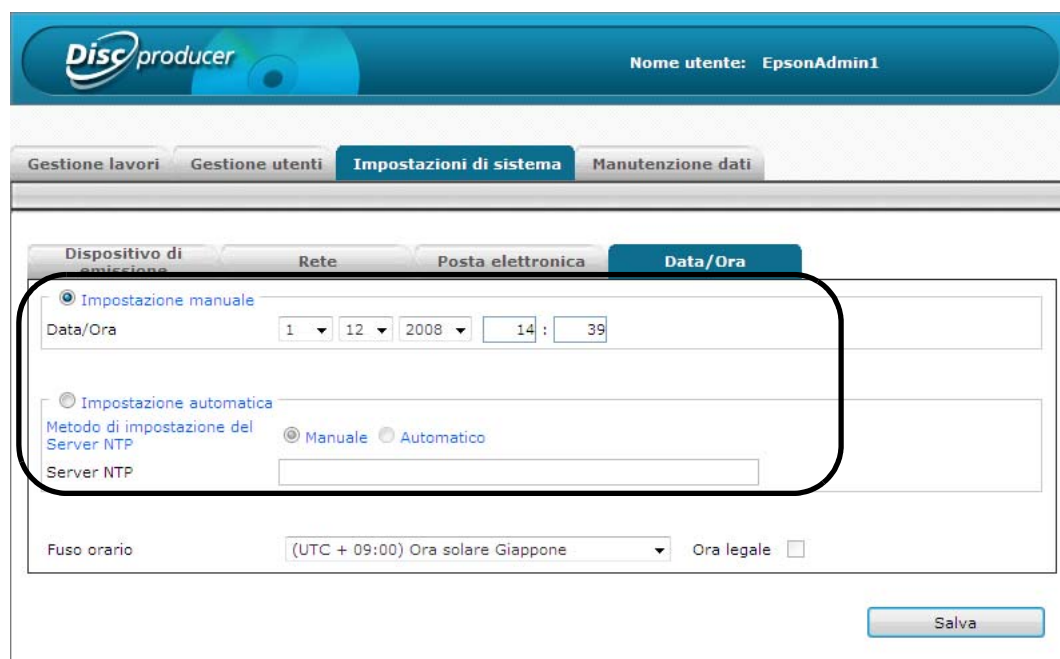 Disc producer
Nome utente: EpsonAdmin1
Gestione lavori Gestione utenti Impostazioni di sistema Manutenzione dati
Dispositivo di emissione Rete Posta elettronica Data/Ora
Impostazione manuale
Data/Ora 1 12 2008 14 : 39
Impostazione automatica
Metodo di impostazione del Server NTP Manuale Automatico
Server NTP
Fuso orario (UTC + 09:00) Ora solare Giappone Ora legale
Salva